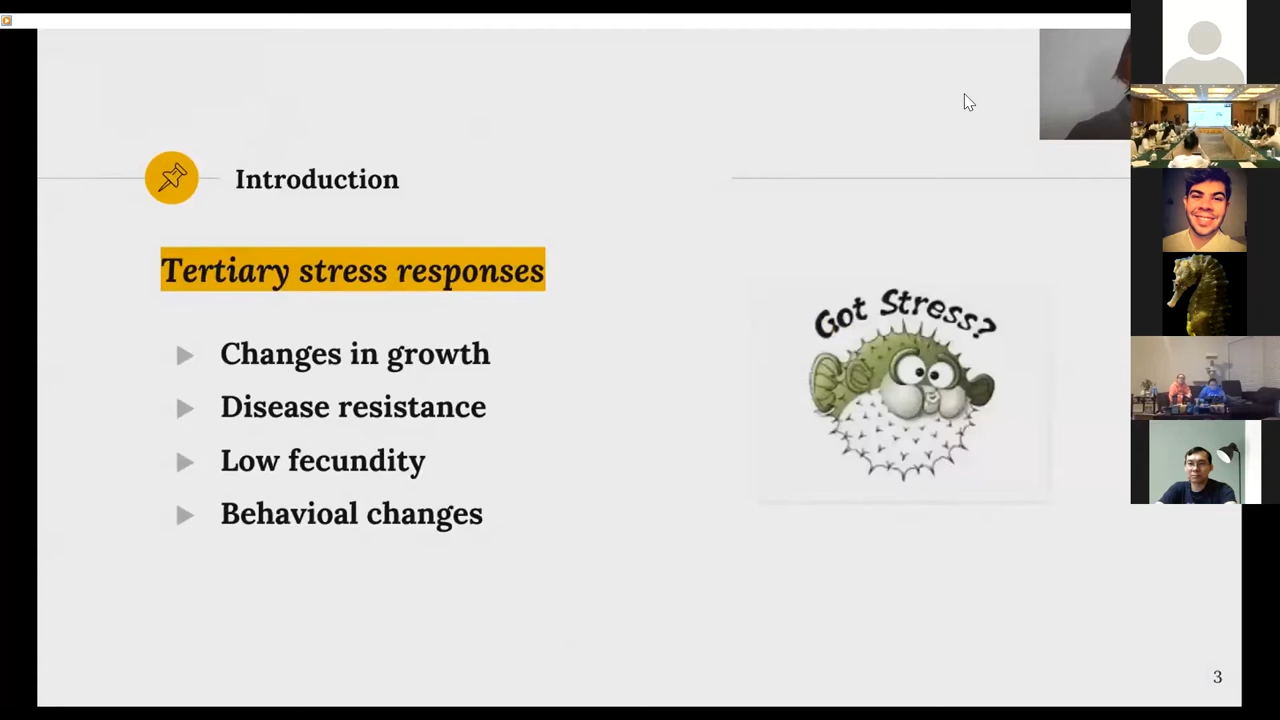 Introduction
Tertiary stress responses
Changes in growth
Disease resistance
Low fecundity
Behavioal changes
Got Stress?
3